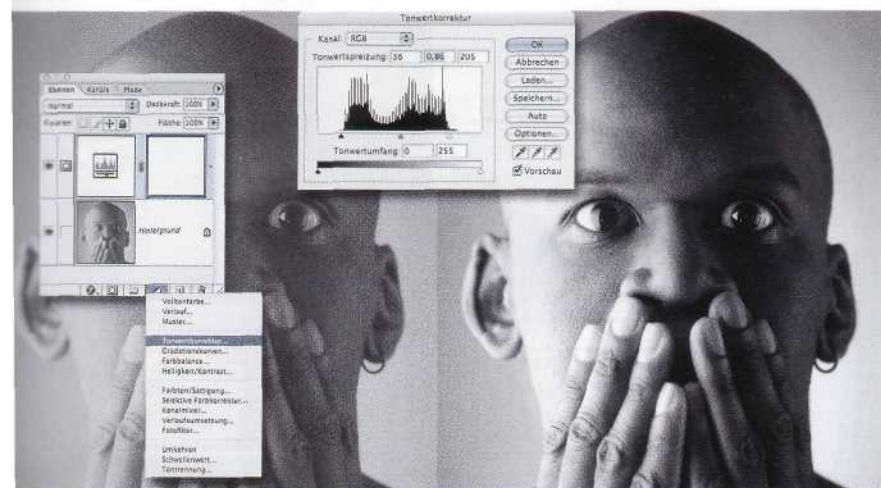 Tonwertkorrektur
Kanal: RGB
Tonwertspreizung: 36 0,86 205
OK
Abbrechen
Laden...
Speichern...
Auto
Optionen...
Tonwertumfang: 0 255
Vorschau
Ebenen Kanäle Pfade
Normal Deckkraft: 100%
Fixieren: Fläche: 100%
Hintergrund
Volltonfarbe...
Verlauf...
Muster...
Tonwertkorrektur...
Gradationskurven...
Farbbalance...
Helligkeit/Kontrast...
Farbton/Sättigung...
Selektive Farbkorrektur...
Kanalmixer...
Verlaufsumsetzung...
Fotofilter...
Umkehren
Schwellenwert...
Tontrennung...